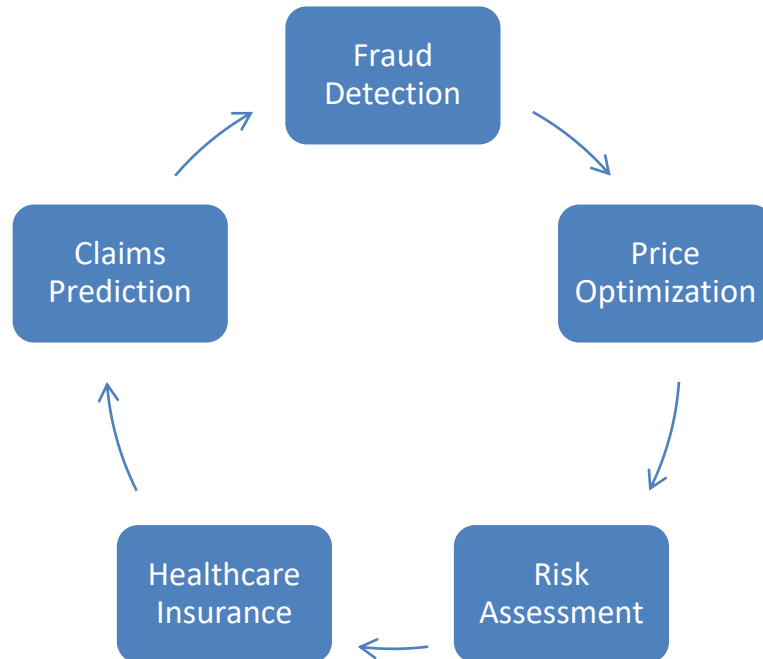 Fraud
Detection
Price
Optimization
Risk
Assessment
Healthcare
Insurance
Claims
Prediction